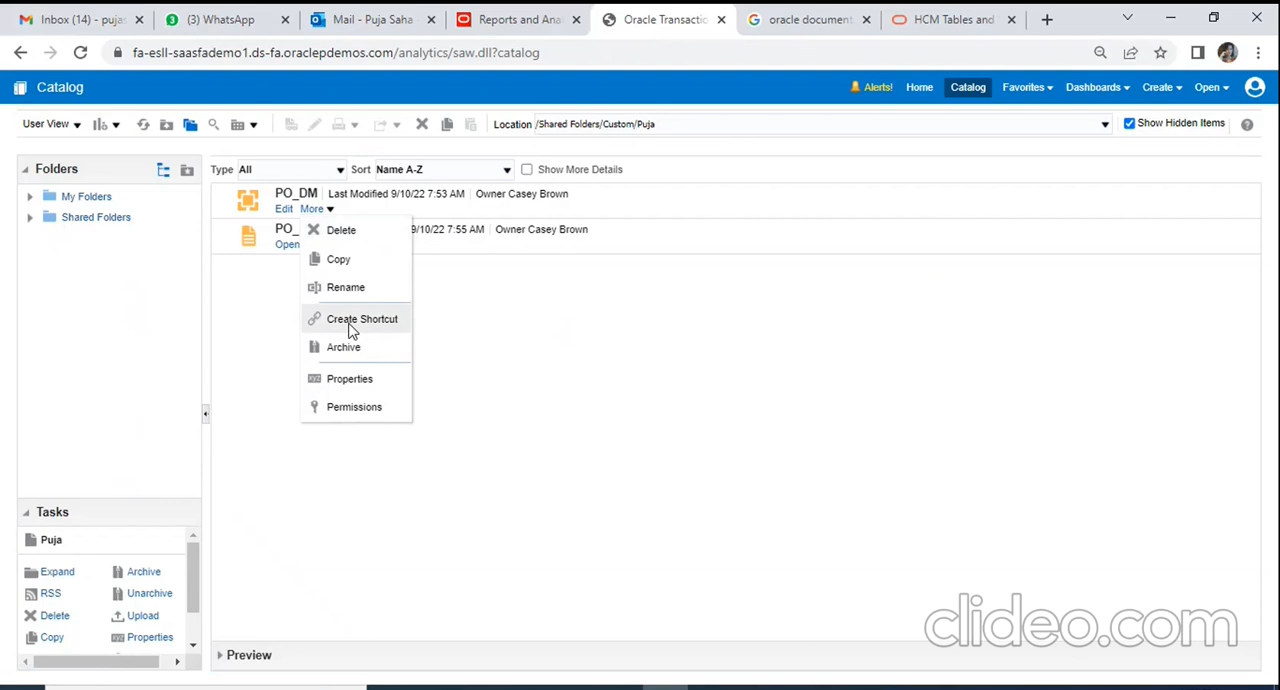 Inbox (14) - pujas
(3) WhatsApp
Mail - Puja Saha
Reports and Ana
Oracle Transactio
oracle document
HCM Tables and
fa-esll-saasfademo1.ds-fa.oraclepdemos.com/analytics/saw.dll?catalog
Catalog
Alerts!
Home
Catalog
Favorites
Dashboards
Create
Open
User View
Location /Shared Folders/Custom/Puja
Show Hidden Items
Folders
My Folders
Shared Folders
Type All
Sort Name A-Z
Show More Details
PO_DM Last Modified 9/10/22 7:53 AM Owner Casey Brown
Edit More
PO_ 9/10/22 7:55 AM Owner Casey Brown
Open
Delete
Copy
Rename
Create Shortcut
Archive
Properties
Permissions
Tasks
Puja
Expand Archive
RSS Unarchive
Delete Upload
Copy Properties
Preview
clideo.com